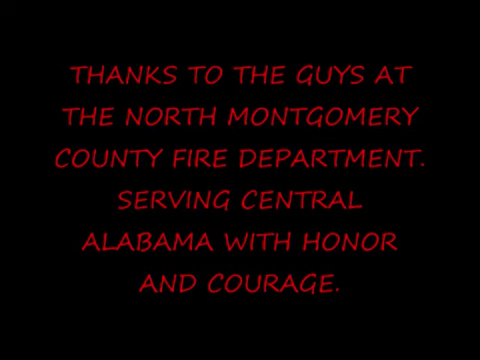 THANKS TO THE GUYS AT
THE NORTH MONTGOMERY
COUNTY FIRE DEPARTMENT.
SERVING CENTRAL
ALABAMA WITH HONOR
AND COURAGE.